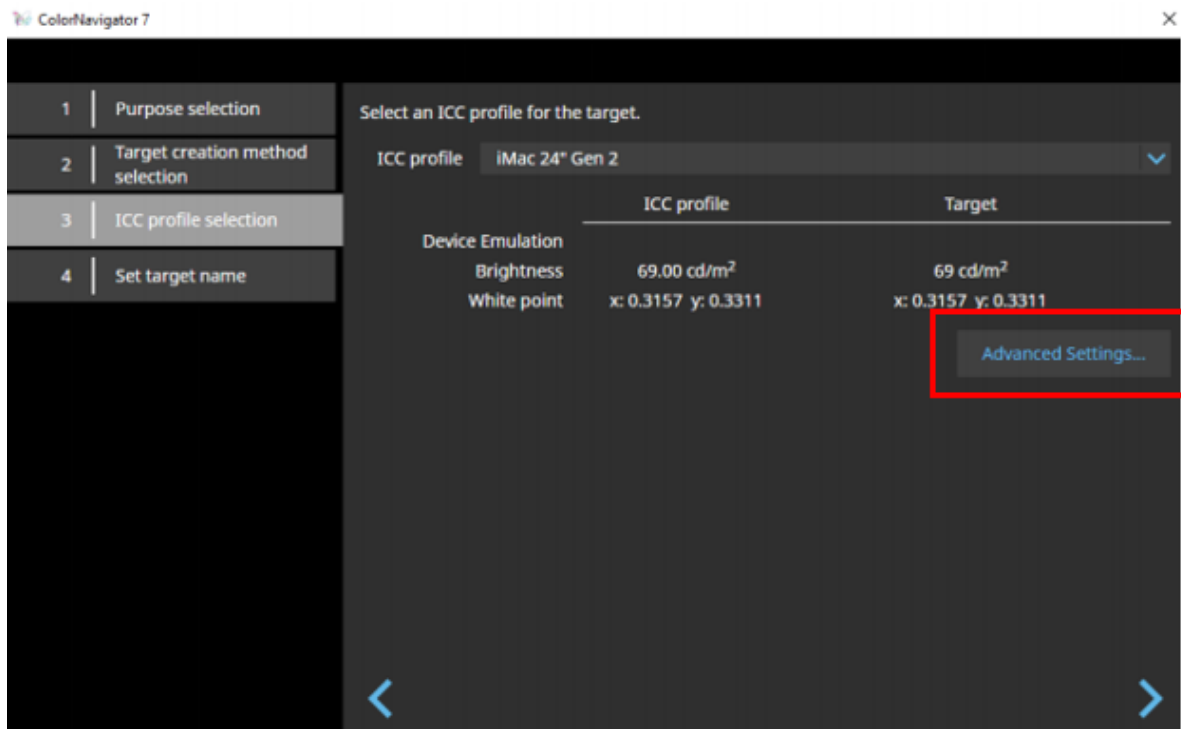 ColorNavigator 7
1 Purpose selection
2 Target creation method
selection
3 ICC profile selection
4 Set target name
Select an ICC profile for the target.
ICC profile iMac 24" Gen 2
ICC profile Target
Device Emulation
Brightness 69.00 cd/m² 69 cd/m²
White point x: 0.3157 y: 0.3311 x: 0.3157 y: 0.3311
Advanced Settings...